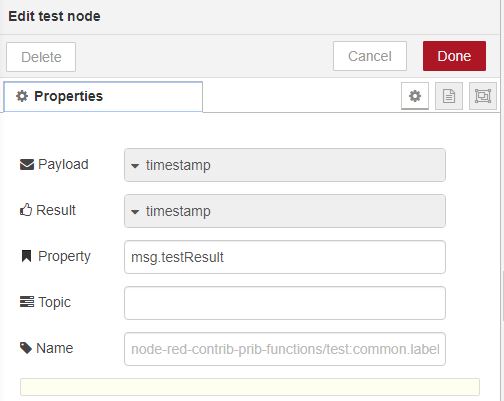 Edit test node
Delete
Cancel
Done
Properties
Payload
timestamp
Result
timestamp
Property
msg.testResult
Topic
Name
node-red-contrib-prib-functions/test:common.label